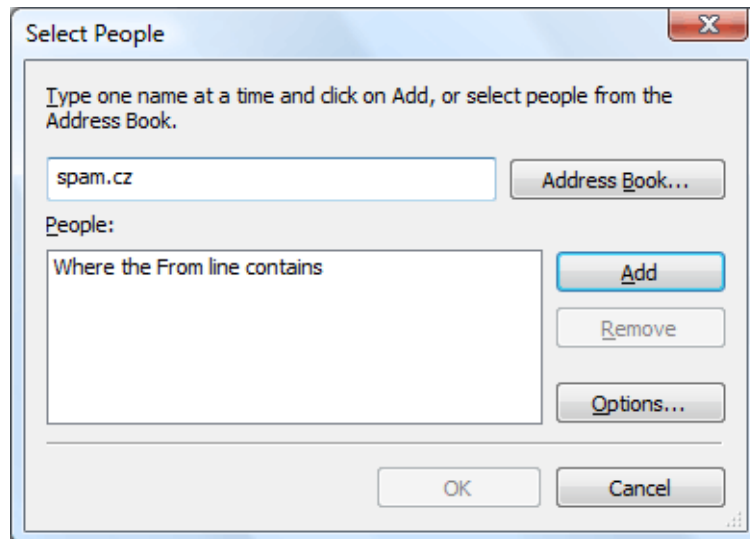 Select People
Type one name at a time and click on Add, or select people from the
Address Book.
spam.cz
Address Book...
People:
Where the From line contains
Add
Remove
Options...
OK
Cancel